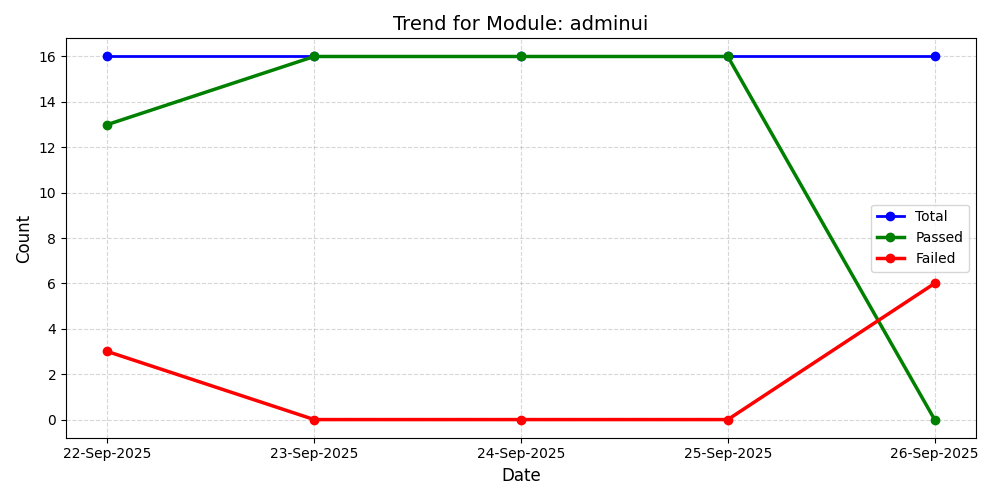 Trend for Module: adminui
Count
16
14
12
10
8
6
4
2
0
Total
Passed
Failed
22-Sep-2025
23-Sep-2025
24-Sep-2025
25-Sep-2025
26-Sep-2025
Date